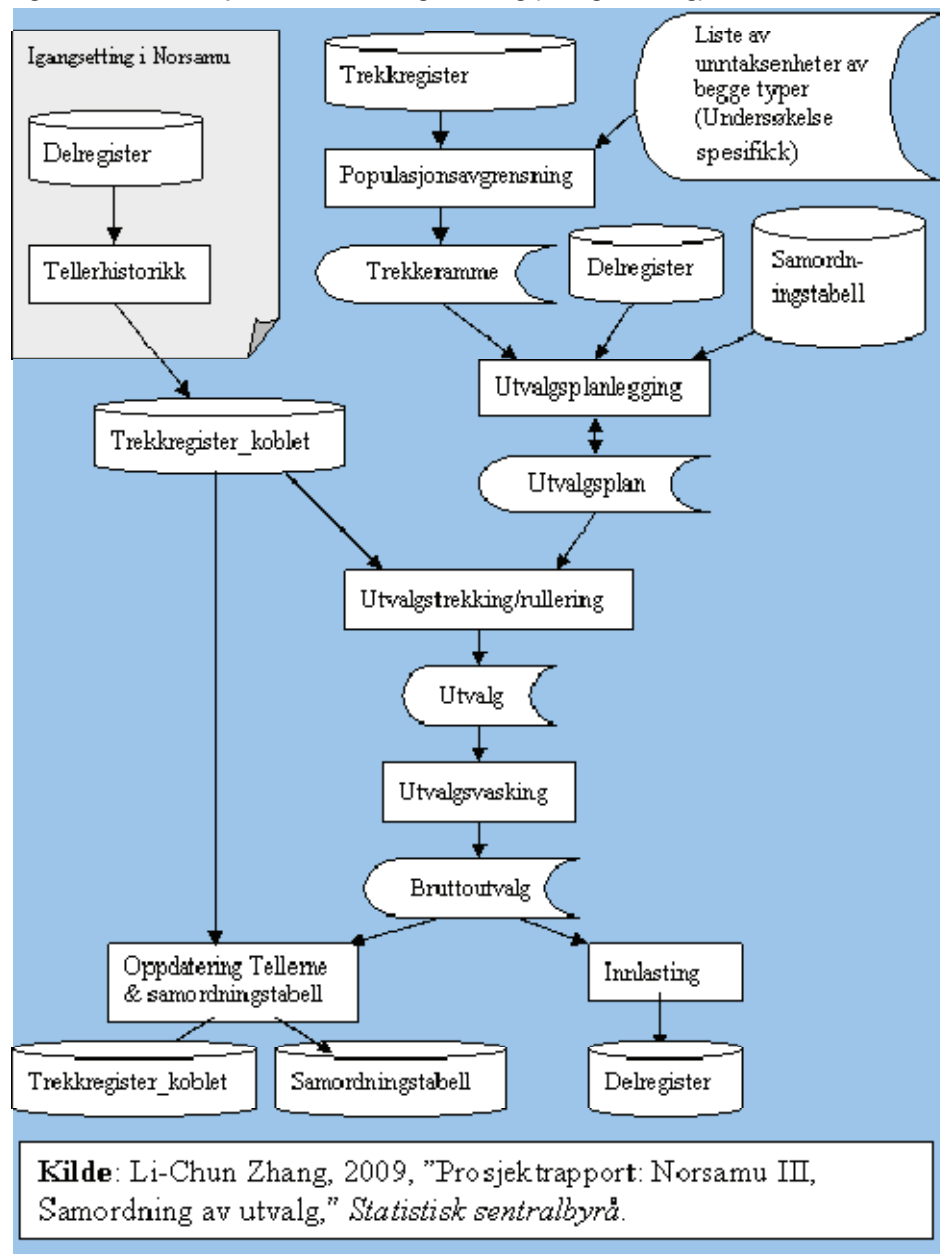 Igangsetting i Norsamu
Delregister
Tellerhistorikk
Trekkregister
Liste av
unntaksenheter av
begge typer
(Undersøkelse
spesifikk)
Populasjonsavgrensning
Trekkeramme
Delregister
Samordn-
ingstabell
Utvalgsplanlegging
Trekkregister_koblet
Utvalgsplan
Utvalgstrekking/rullering
Utvalg
Utvalgsvasking
Bruttoutvalg
Oppdatering Tellerne
& samordningstabell
Innlasting
Trekkregister_koblet
Samordningstabell
Delregister
Kilde: Li-Chun Zhang, 2009, ”Prosjektrapport: Norsamu III,
Samordning av utvalg,” Statistisk sentralbyrå.